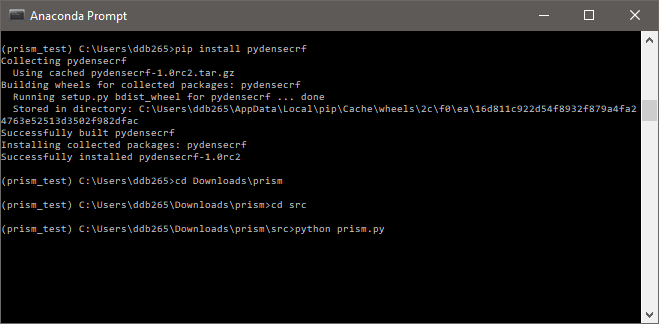 Anaconda Prompt
(prism_test) C:\Users\ddb265>pip install pydensecrf
Collecting pydensecrf
  Using cached pydensecrf-1.0rc2.tar.gz
Building wheels for collected packages: pydensecrf
  Running setup.py bdist_wheel for pydensecrf ... done
  Stored in directory: C:\Users\ddb265\AppData\Local\pip\Cache\wheels\2c\f0\ea\16d811c922d54f8932f879a4fa2
4763e52513d3502f982dfac
Successfully built pydensecrf
Installing collected packages: pydensecrf
Successfully installed pydensecrf-1.0rc2
(prism_test) C:\Users\ddb265>cd Downloads\prism
(prism_test) C:\Users\ddb265\Downloads\prism>cd src
(prism_test) C:\Users\ddb265\Downloads\prism\src>python prism.py